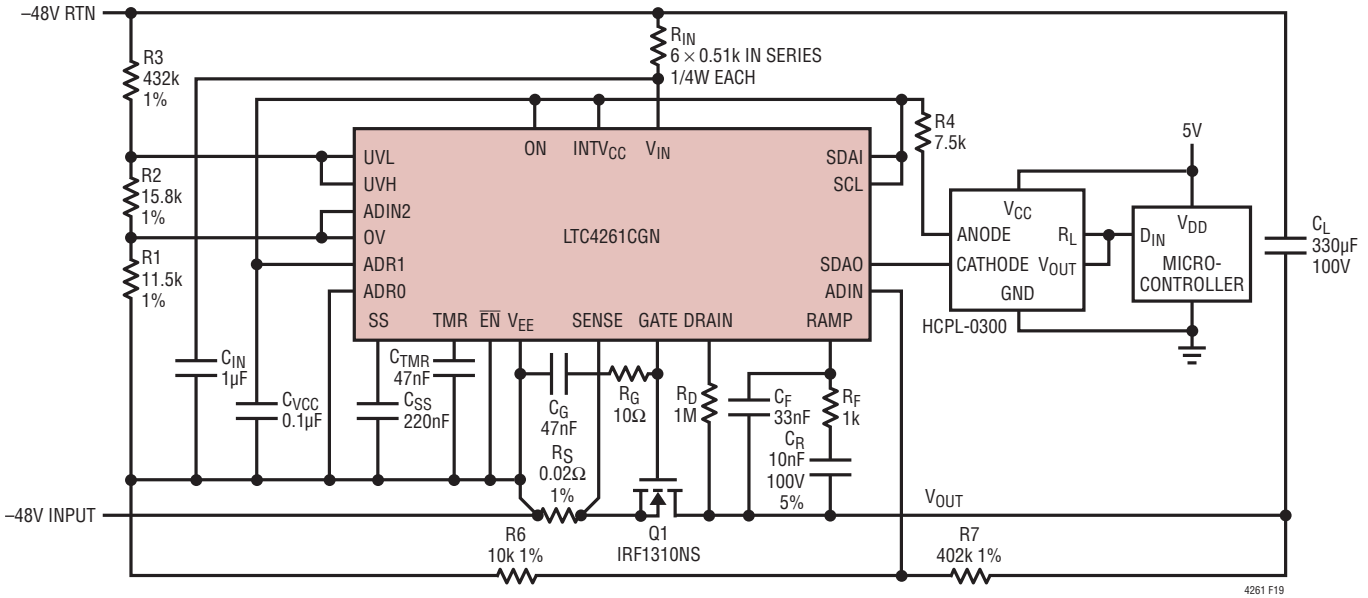 –48V RTN
R3
432k
1%
R2
15.8k
1%
R1
11.5k
1%
RIN
6 × 0.51k IN SERIES
1/4W EACH
ON
INTVCC
VIN
UVL
UVH
ADIN2
OV
ADR1
ADR0
LTC4261CGN
SDAI
SCL
SDAO
ADIN
SS
TMR
EN
VEE
SENSE
GATE
DRAIN
RAMP
R4
7.5k
5V
VCC
ANODE
CATHODE
RL
VOUT
GND
HCPL-0300
VDD
DIN
MICRO-
CONTROLLER
CL
330µF
100V
CIN
1µF
CVCC
0.1µF
CSS
220nF
CTMR
47nF
CG
47nF
RG
10Ω
RS
0.02Ω
1%
RD
1M
CF
33nF
RF
1k
CR
10nF
100V
5%
–48V INPUT
Q1
IRF1310NS
VOUT
R6
10k 1%
R7
402k 1%
4261 F19